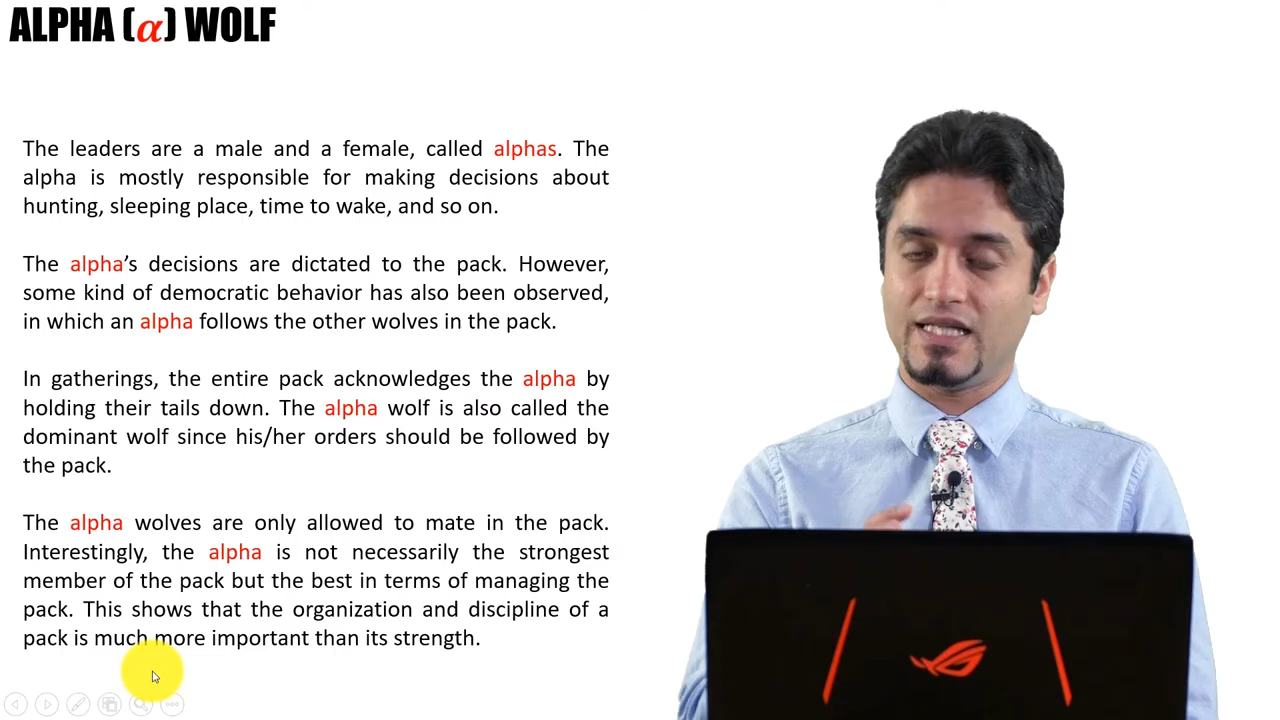 ALPHA (α) WOLF
The leaders are a male and a female, called alphas. The
alpha is mostly responsible for making decisions about
hunting, sleeping place, time to wake, and so on.
The alpha’s decisions are dictated to the pack. However,
some kind of democratic behavior has also been observed,
in which an alpha follows the other wolves in the pack.
In gatherings, the entire pack acknowledges the alpha by
holding their tails down. The alpha wolf is also called the
dominant wolf since his/her orders should be followed by
the pack.
The alpha wolves are only allowed to mate in the pack.
Interestingly, the alpha is not necessarily the strongest
member of the pack but the best in terms of managing the
pack. This shows that the organization and discipline of a
pack is much more important than its strength.